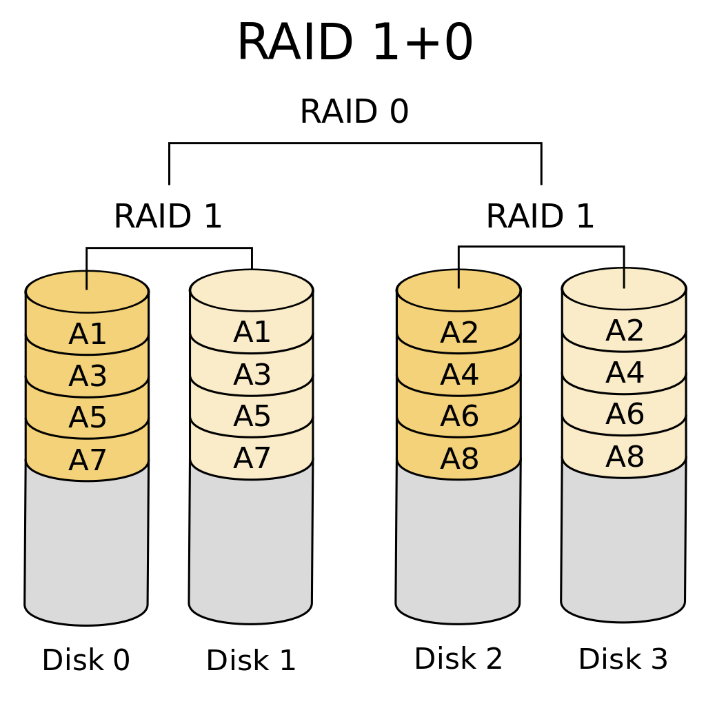 RAID 1+0
RAID 0
RAID 1
RAID 1
A1
A3
A5
A7
A1
A3
A5
A7
A2
A4
A6
A8
A2
A4
A6
A8
Disk 0
Disk 1
Disk 2
Disk 3